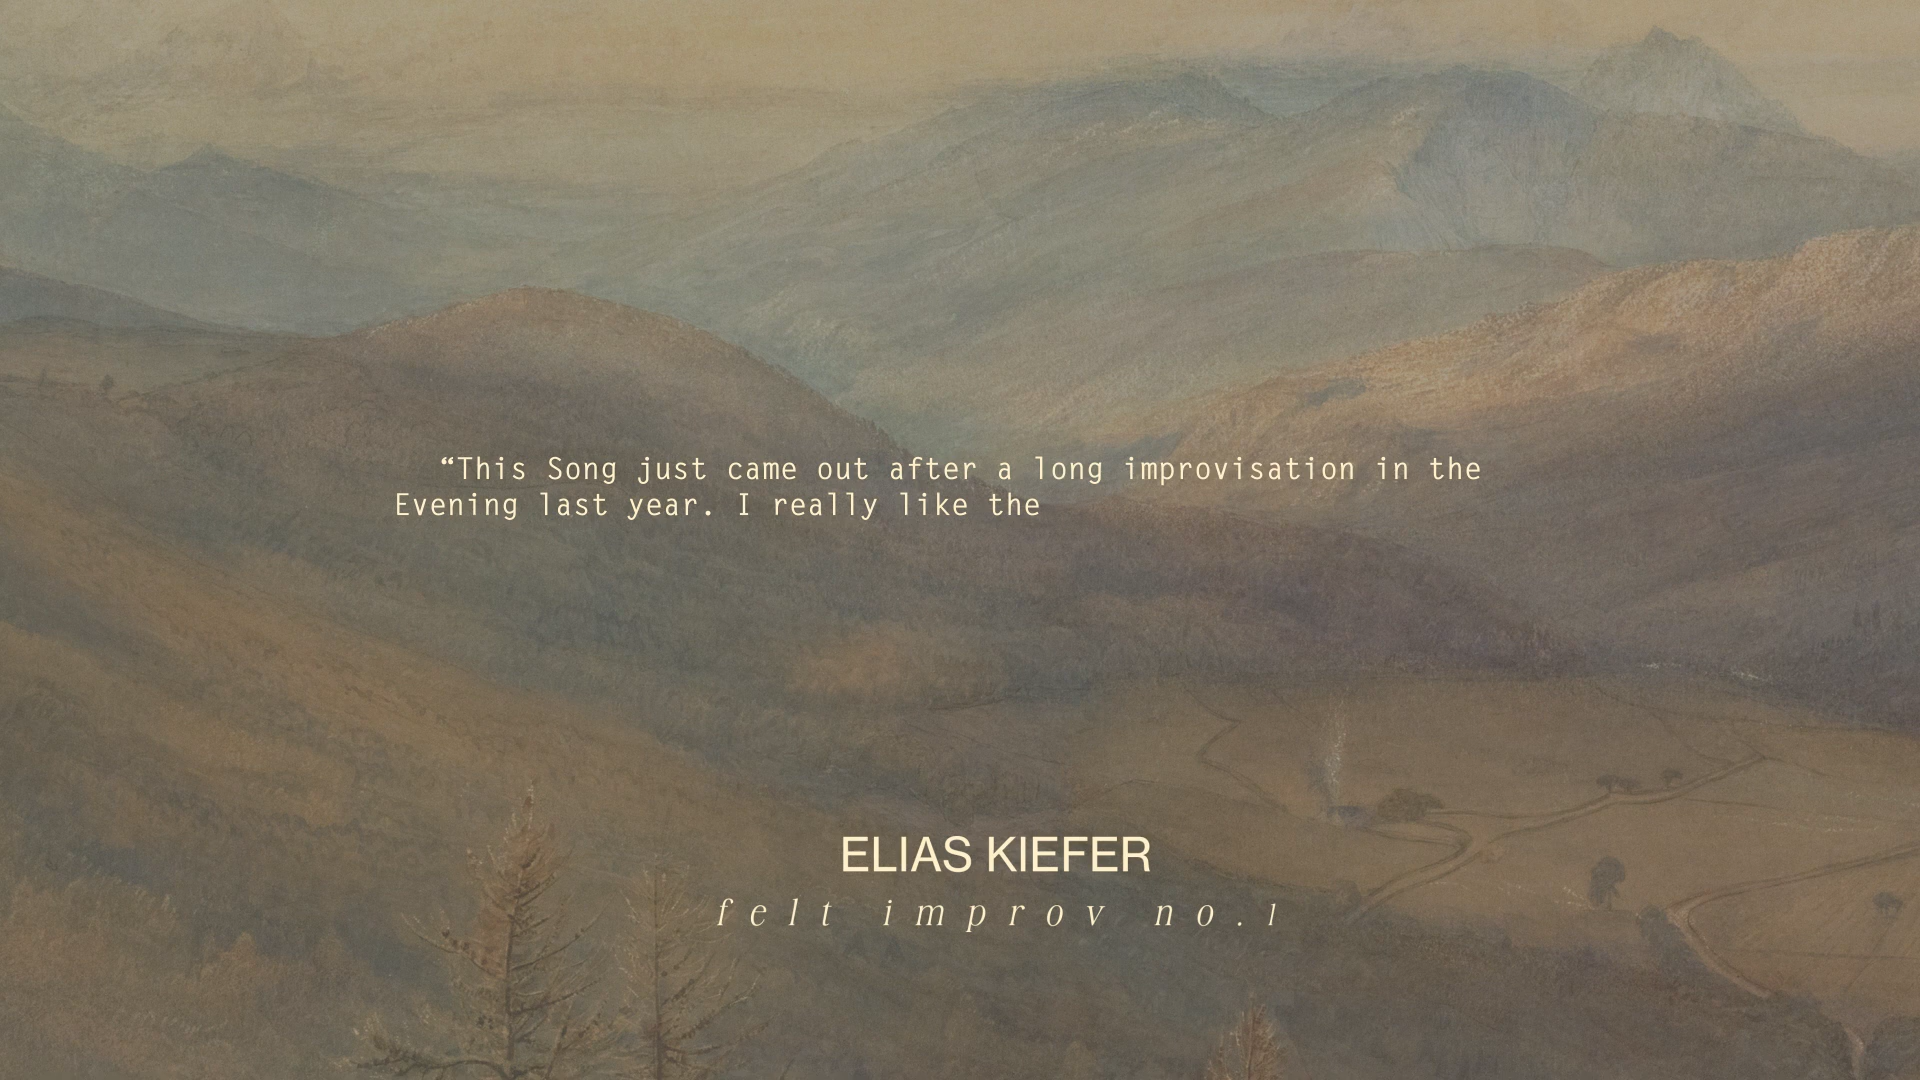 “This Song just came out after a long improvisation in the
Evening last year. I really like the
ELIAS KIEFER
felt improv no.1